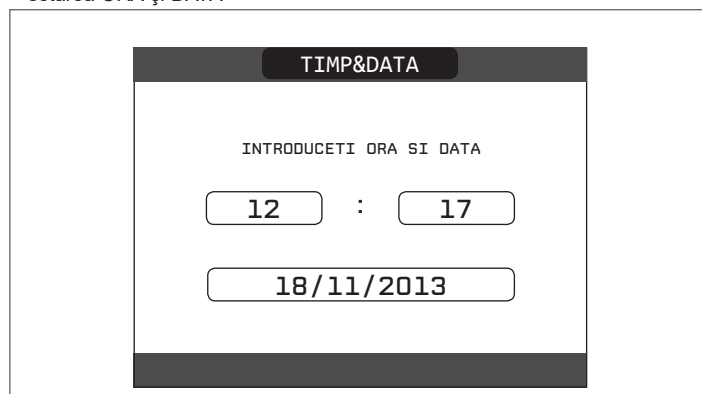 TIMP&DATA
INTRODUCETI ORA SI DATA
12 : 17
18/11/2013